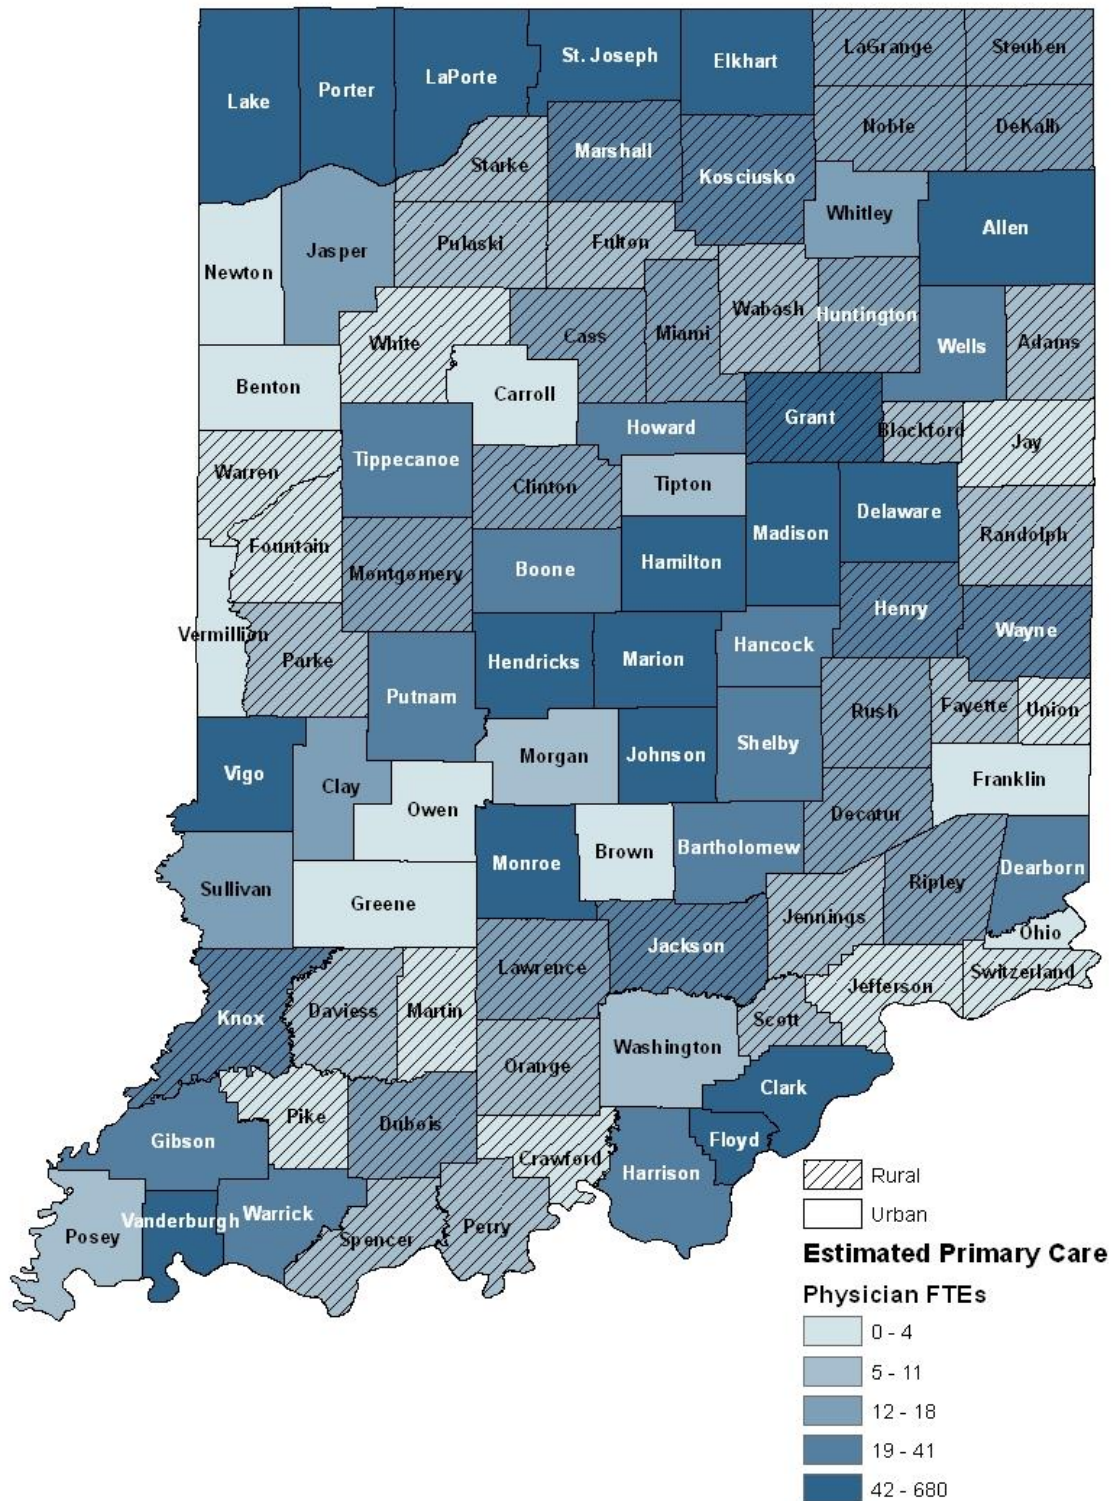 LaGrange
Steuben
St. Joseph
Elkhart
LaPorte
Porter
Lake
Noble
DeKalb
Marshall
Starke
Kosciusko
Whitley
Allen
Jasper
Pulaski
Fulton
Newton
Wabash
Huntington
White
Cass
Miami
Wells
Adams
Benton
Carroll
Howard
Grant
Blackford
Jay
Tippecanoe
Warren
Clinton
Tipton
Madison
Delaware
Randolph
Fountain
Montgomery
Boone
Hamilton
Henry
Wayne
Vermillion
Parke
Hendricks
Marion
Hancock
Putnam
Rush
Fayette
Union
Morgan
Johnson
Shelby
Vigo
Clay
Franklin
Owen
Decatur
Monroe
Brown
Bartholomew
Dearborn
Sullivan
Greene
Ripley
Jennings
Ohio
Jackson
Lawrence
Switzerland
Jefferson
Knox
Daviess
Martin
Scott
Washington
Orange
Clark
Pike
Dubois
Gibson
Floyd
Crawford
Harrison
Rural
Vanderburgh
Warrick
Urban
Posey
Spencer
Perry
Estimated Primary Care
Physician FTEs
0 - 4
5 - 11
12 - 18
19 - 41
42 - 680